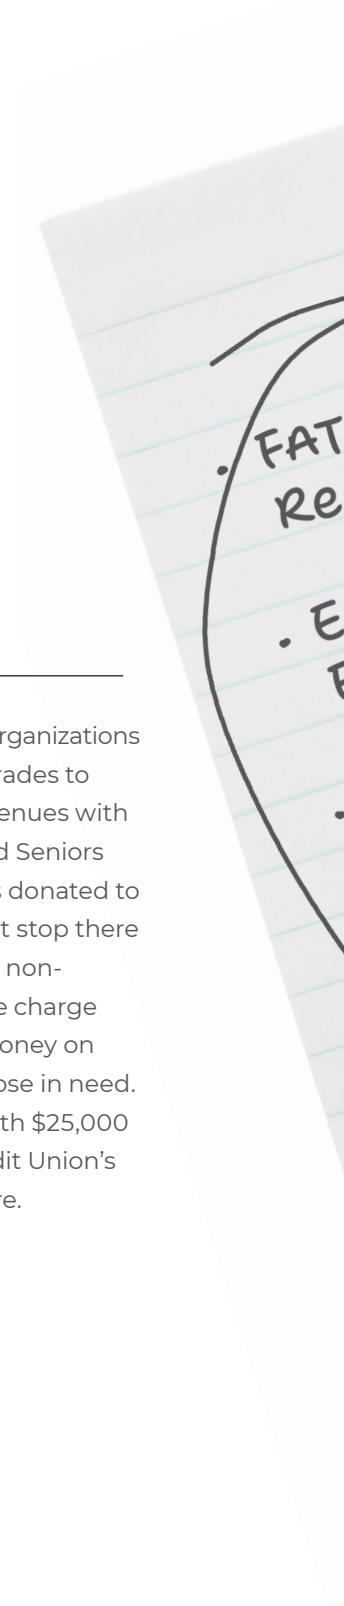 rganizations
rades to
enues with
d Seniors
s donated to
t stop there
non-
e charge
oney on
ose in need.
th $25,000
dit Union's
re.
· FAT
Re
· E